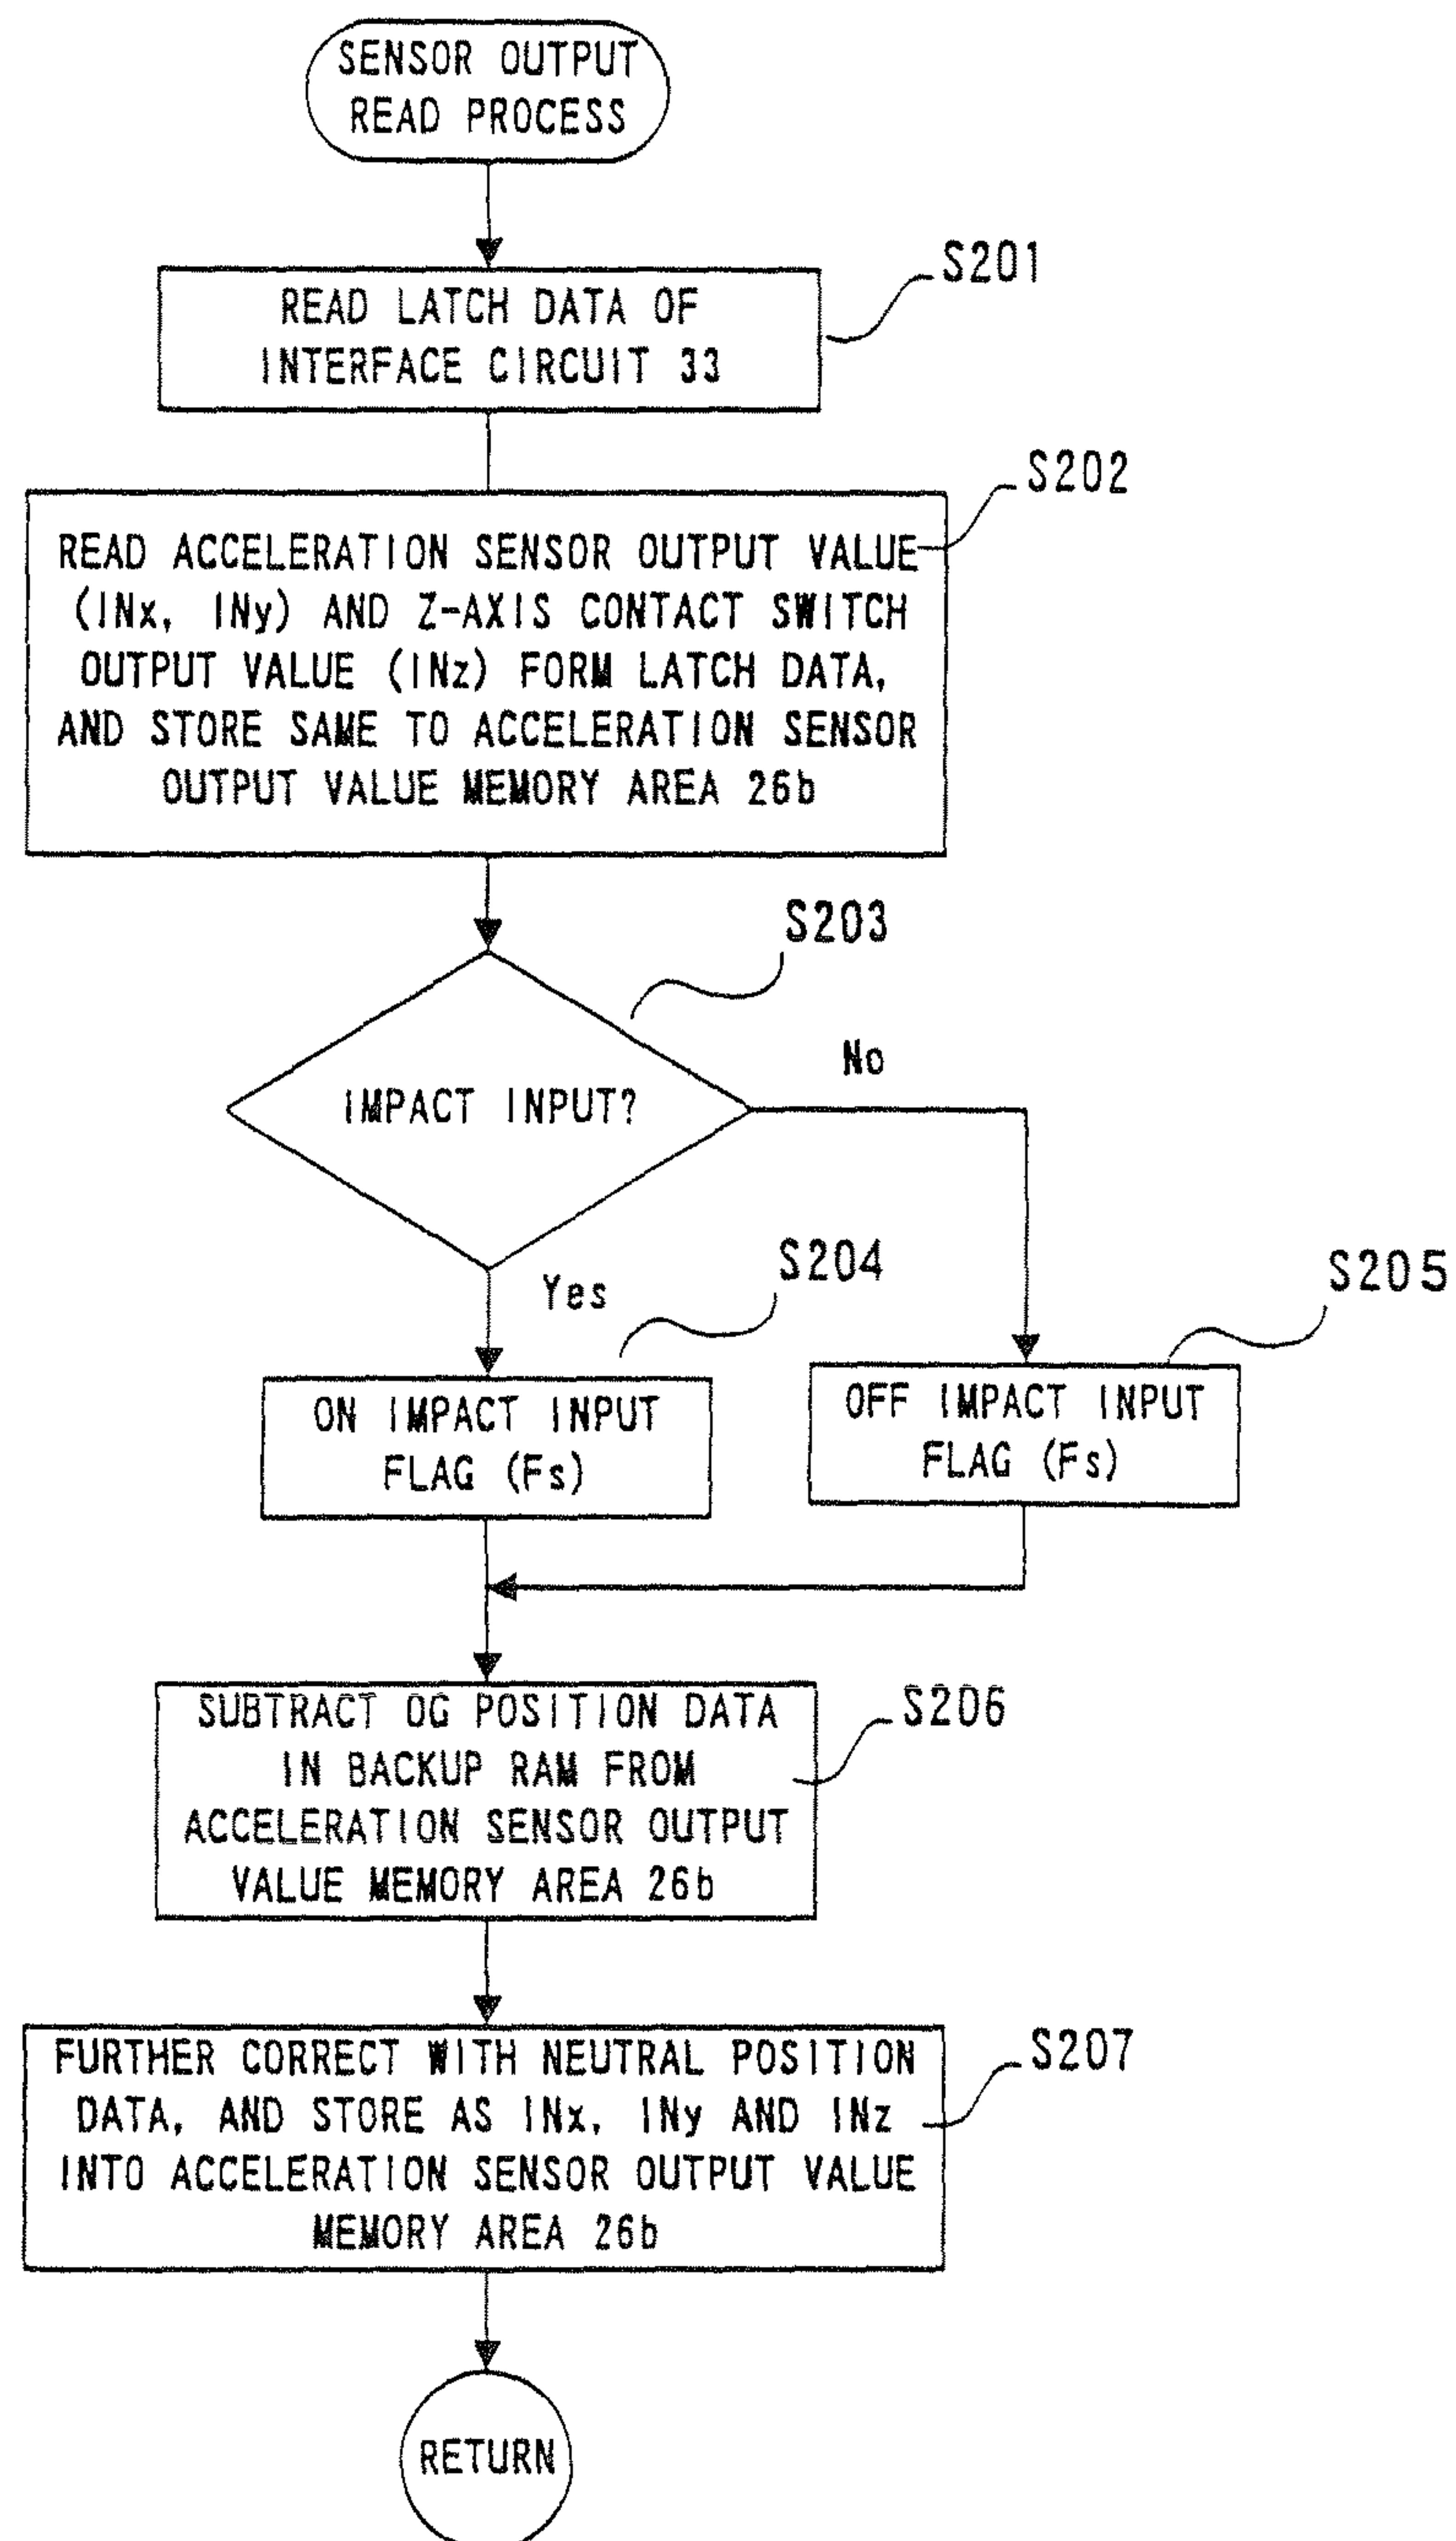 SENSOR OUTPUT
READ PROCESS
S201
READ LATCH DATA OF
INTERFACE CIRCUIT 33
S202
READ ACCELERATION SENSOR OUTPUT VALUE
(INx, INy) AND Z-AXIS CONTACT SWITCH
OUTPUT VALUE (INz) FORM LATCH DATA,
AND STORE SAME TO ACCELERATION SENSOR
OUTPUT VALUE MEMORY AREA 26b
S203
No
IMPACT INPUT?
Yes
S204
S205
ON IMPACT INPUT
FLAG (Fs)
OFF IMPACT INPUT
FLAG (Fs)
S206
SUBTRACT 0G POSITION DATA
IN BACKUP RAM FROM
ACCELERATION SENSOR OUTPUT
VALUE MEMORY AREA 26b
S207
FURTHER CORRECT WITH NEUTRAL POSITION
DATA, AND STORE AS INx, INy AND INz
INTO ACCELERATION SENSOR OUTPUT VALUE
MEMORY AREA 26b
RETURN